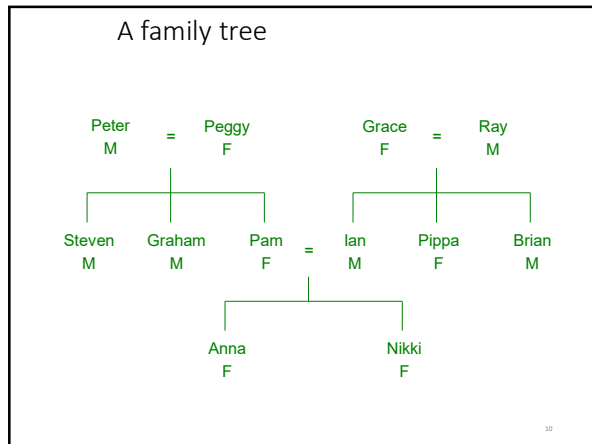 A family tree
Peter = Peggy Grace = Ray
M F F M
Steven Graham Pam = Ian Pippa Brian
M M F M F M
Anna Nikki
F F
10